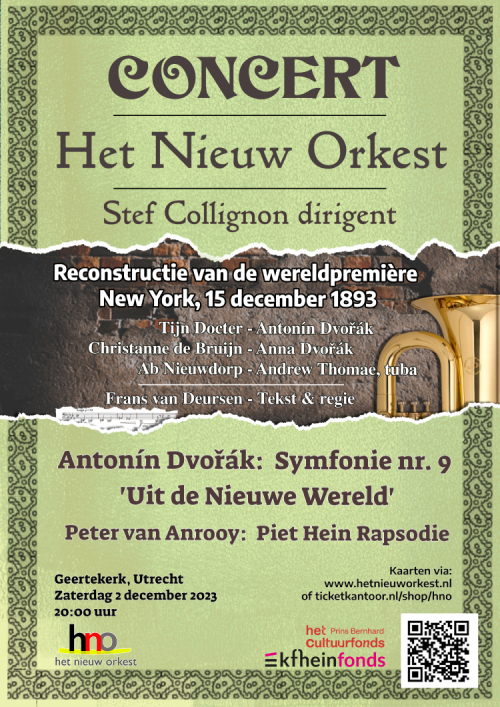 CONCERT
Het Nieuw Orkest
Stef Collignon dirigent
Reconstructie van de wereldpremière
New York, 15 december 1893
Tijn Docter - Antonín Dvořák
Christanne de Bruijn - Anna Dvořák
Ab Nieuwdorp - Andrew Thomae, tuba
Frans van Deursen - Tekst & regie
Antonín Dvořák: Symfonie nr. 9
'Uit de Nieuwe Wereld'
Peter van Anrooy: Piet Hein Rapsodie
Geertekerk, Utrecht
Zaterdag 2 december 2023
20:00 uur
Kaarten via:
www.hetnieuworkest.nl
of ticketkantoor.nl/shop/hno
hno
het nieuw orkest
het Prins Bernhard
cultuurfonds
kfheinfonds